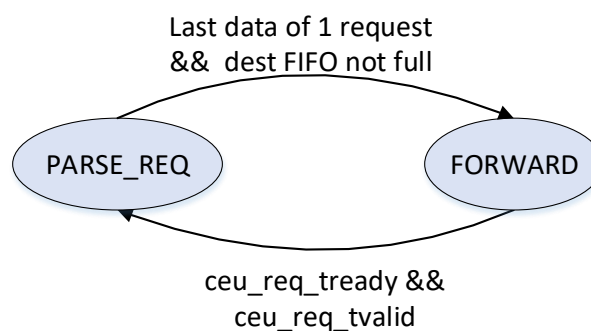 Last data of 1 request
&& dest FIFO not full
PARSE_REQ
FORWARD
ceu_req_tready &&
ceu_req_tvalid